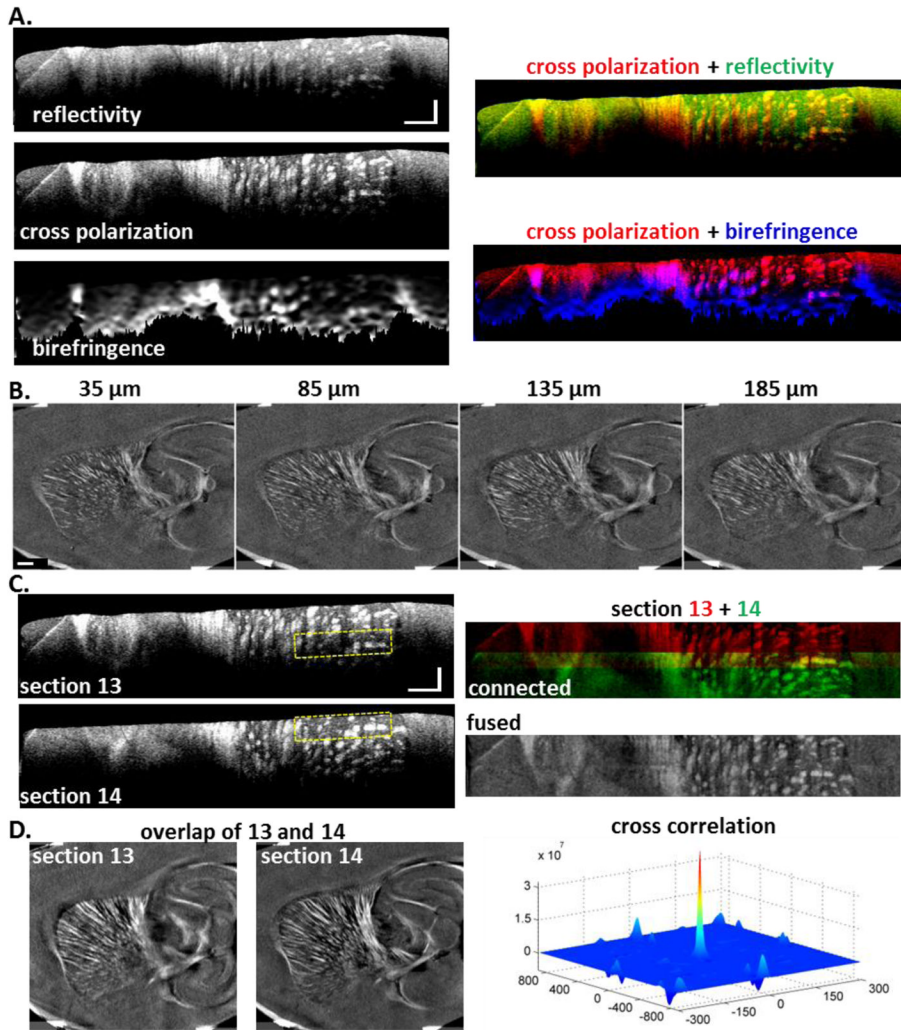 A.
reflectivity
cross polarization
birefringence
cross polarization + reflectivity
cross polarization + birefringence
B.
35 µm 85 µm 135 µm 185 µm
C.
section 13
section 14
section 13 + 14
connected
fused
D.
overlap of 13 and 14
section 13
section 14
cross correlation
x 10⁷
3
1.5
0
800 400 0 -400 -800
-300 -150 0 150 300